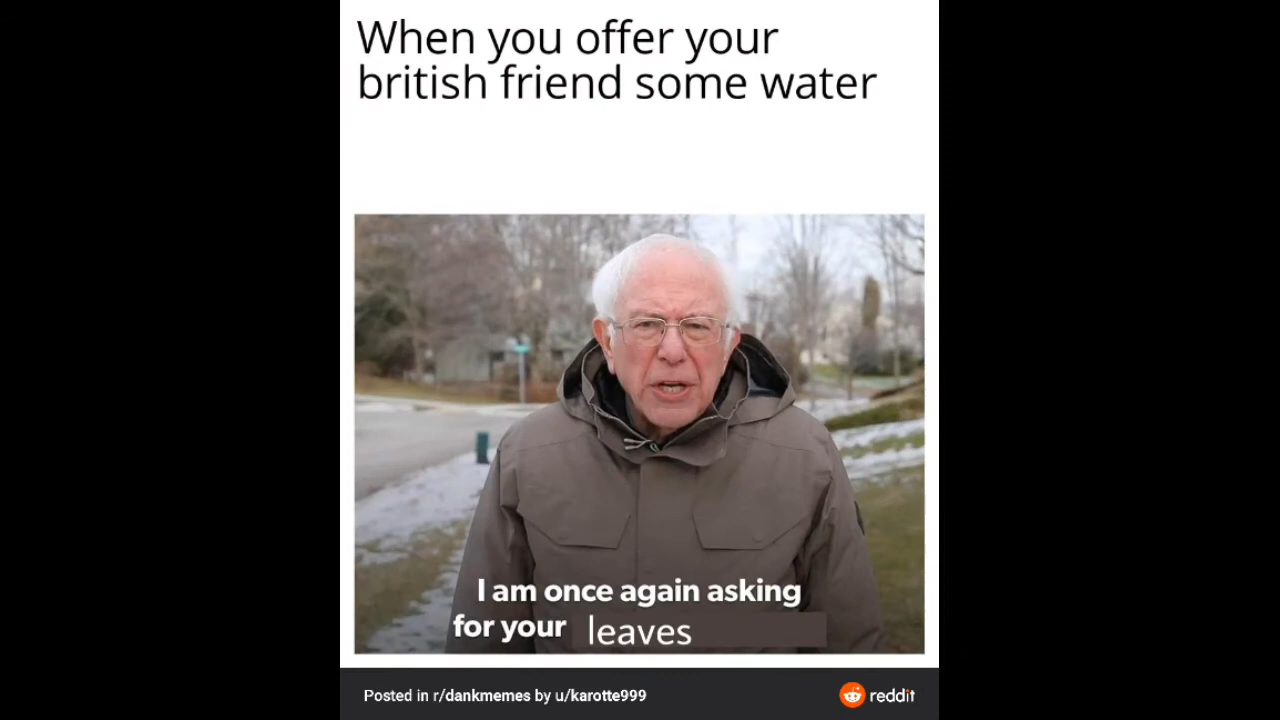 When you offer your
british friend some water
I am once again asking
for your leaves
Posted in r/dankmemes by u/karotte999
reddit